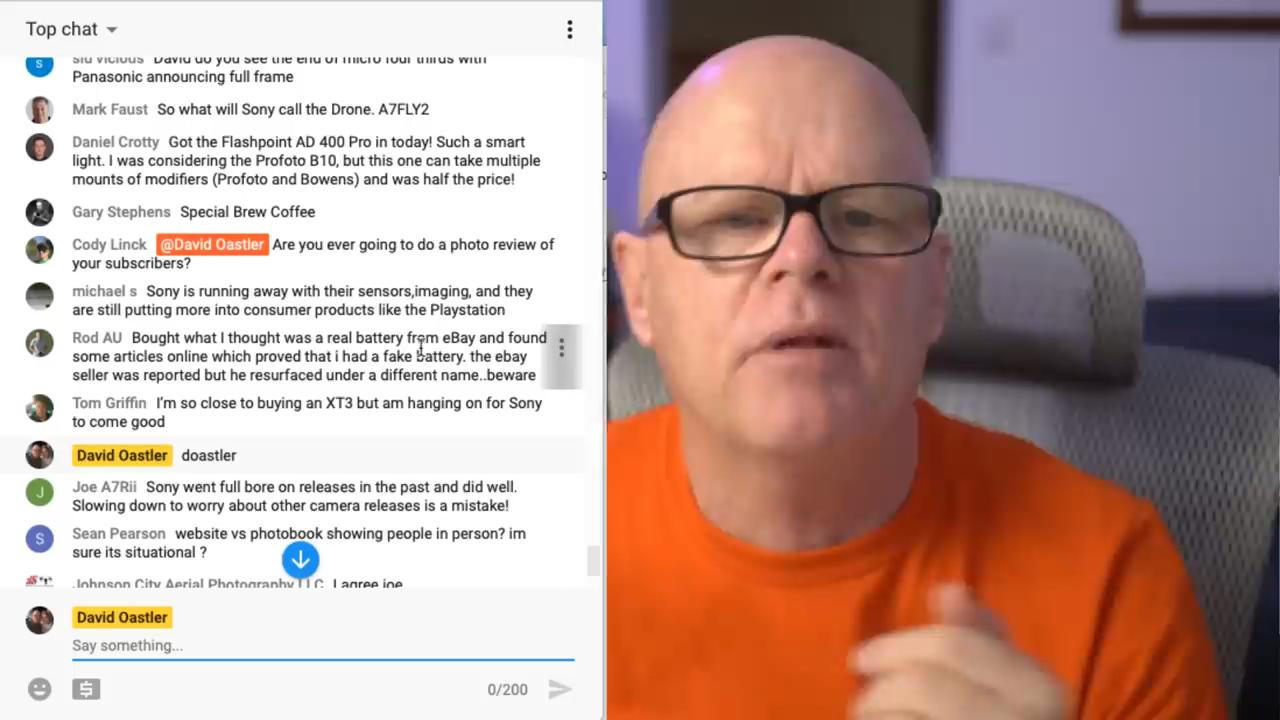 Top chat
sid vicious David do you see the end of micro four thirds with
Panasonic announcing full frame
Mark Faust So what will Sony call the Drone. A7FLY2
Daniel Crotty Got the Flashpoint AD 400 Pro in today! Such a smart
light. I was considering the Profoto B10, but this one can take multiple
mounts of modifiers (Profoto and Bowens) and was half the price!
Gary Stephens Special Brew Coffee
Cody Linck @David Oastler Are you ever going to do a photo review of
your subscribers?
michael s Sony is running away with their sensors,imaging, and they
are still putting more into consumer products like the Playstation
Rod AU Bought what I thought was a real battery from eBay and found
some articles online which proved that i had a fake battery. the ebay
seller was reported but he resurfaced under a different name..beware
Tom Griffin I'm so close to buying an XT3 but am hanging on for Sony
to come good
David Oastler doastler
J Joe A7Rii Sony went full bore on releases in the past and did well.
Slowing down to worry about other camera releases is a mistake!
S Sean Pearson website vs photobook showing people in person? im
sure its situational ?
Johnson City Aerial Photography LLC I agree joe
David Oastler
Say something...
0/200